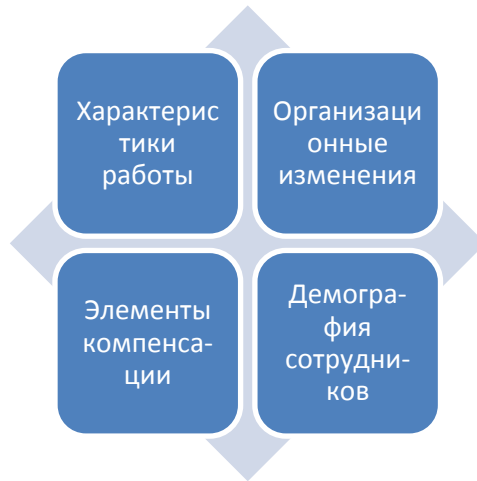 Характерис
тики
работы
Организаци
онные
изменения
Элементы
компенса-
ции
Демогра-
фия
сотрудни-
ков